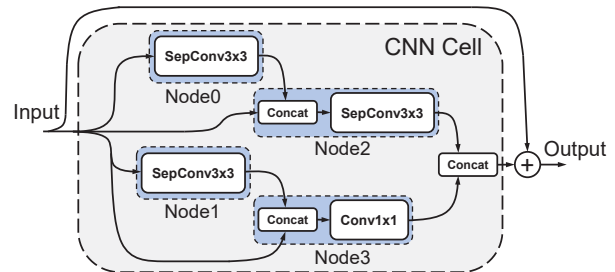 CNN Cell
SepConv3x3
Node0
Input
Concat
SepConv3x3
Node2
SepConv3x3
Node1
Concat
Output
Concat
Conv1x1
Node3